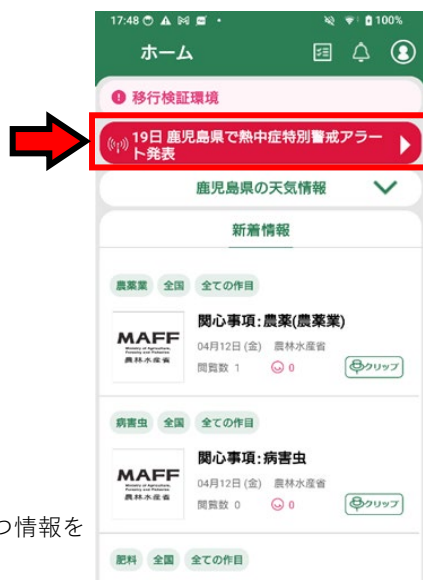 17:48
100%
ホーム
移行検証環境
19日 鹿児島県で熱中症特別警戒アラー
ト発表
鹿児島県の天気情報
新着情報
農薬業 全国 全ての作目
関心事項:農薬(農薬業)
04月12日(金) 農林水産省
閲覧数 1 0
クリップ
MAFF
Ministry of Agriculture,
Forestry and Fisheries
農林水産省
病害虫 全国 全ての作目
関心事項:病害虫
04月12日(金) 農林水産省
閲覧数 0 0
クリップ
MAFF
Ministry of Agriculture,
Forestry and Fisheries
農林水産省
つ情報を
肥料 全国 全ての作目